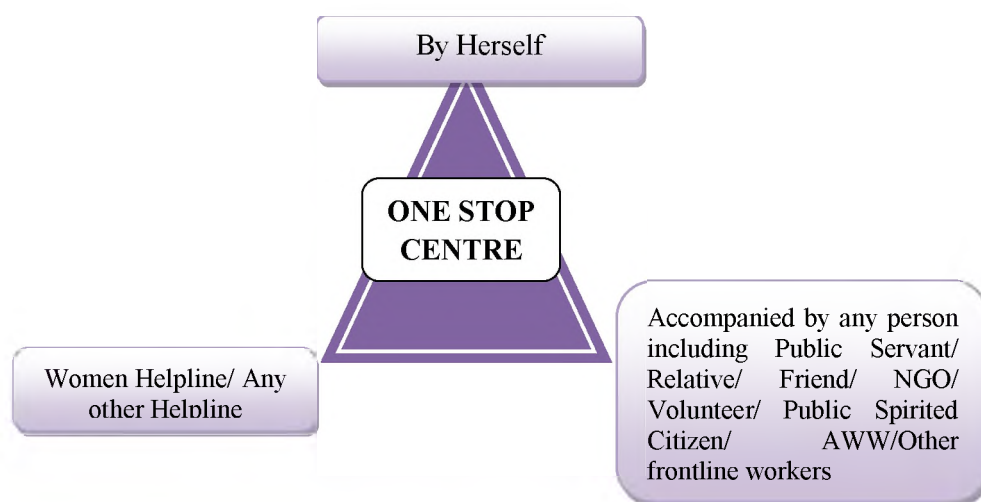 By Herself
ONE STOP
CENTRE
Women Helpline/ Any
other Helpline
Accompanied by any person
including Public Servant/
Relative/ Friend/ NGO/
Volunteer/ Public Spirited
Citizen/ AWW/Other
frontline workers